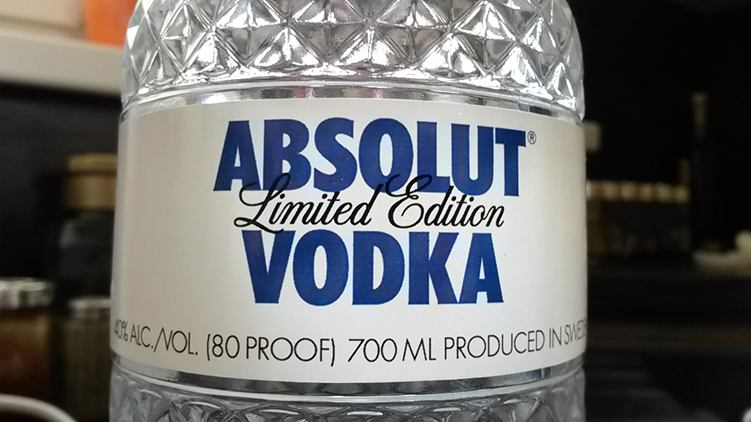 ABSOLUT®
Limited Edition
VODKA
40% ALC./VOL. (80 PROOF) 700 ML PRODUCED IN